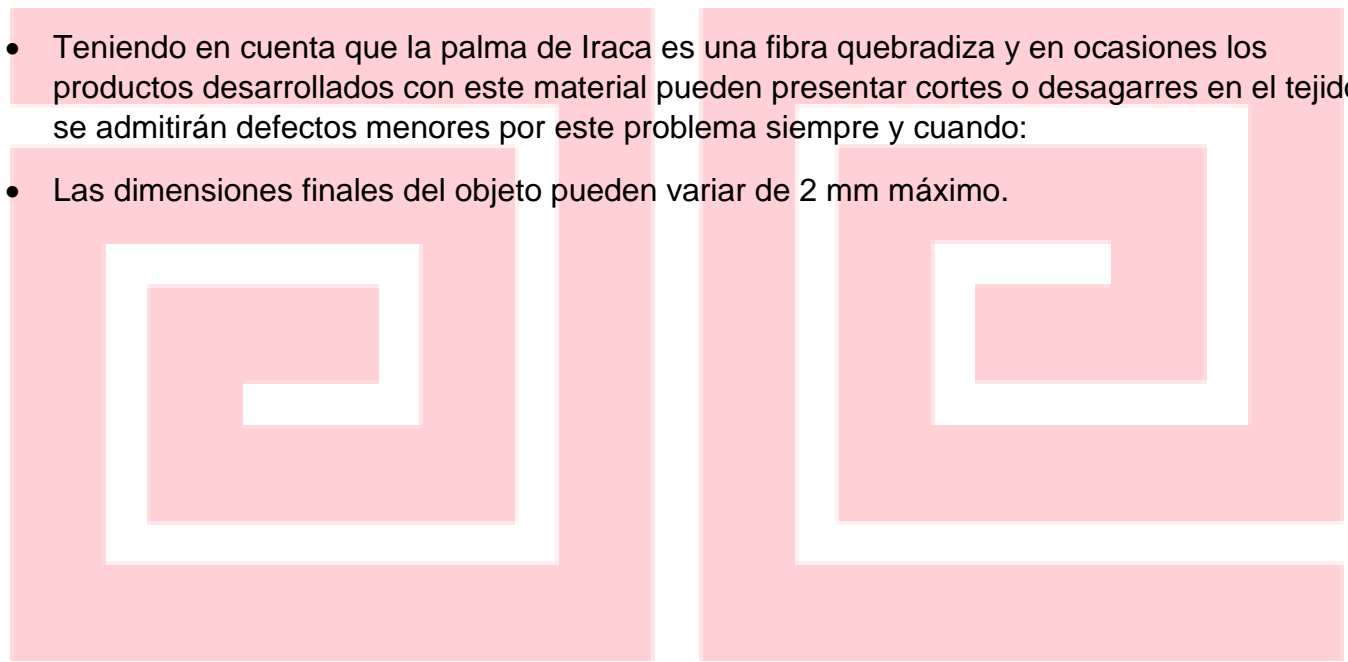 • Teniendo en cuenta que la palma de Iraca es una fibra quebradiza y en ocasiones los
productos desarrollados con este material pueden presentar cortes o desagarres en el tejido
se admitirán defectos menores por este problema siempre y cuando:
• Las dimensiones finales del objeto pueden variar de 2 mm máximo.